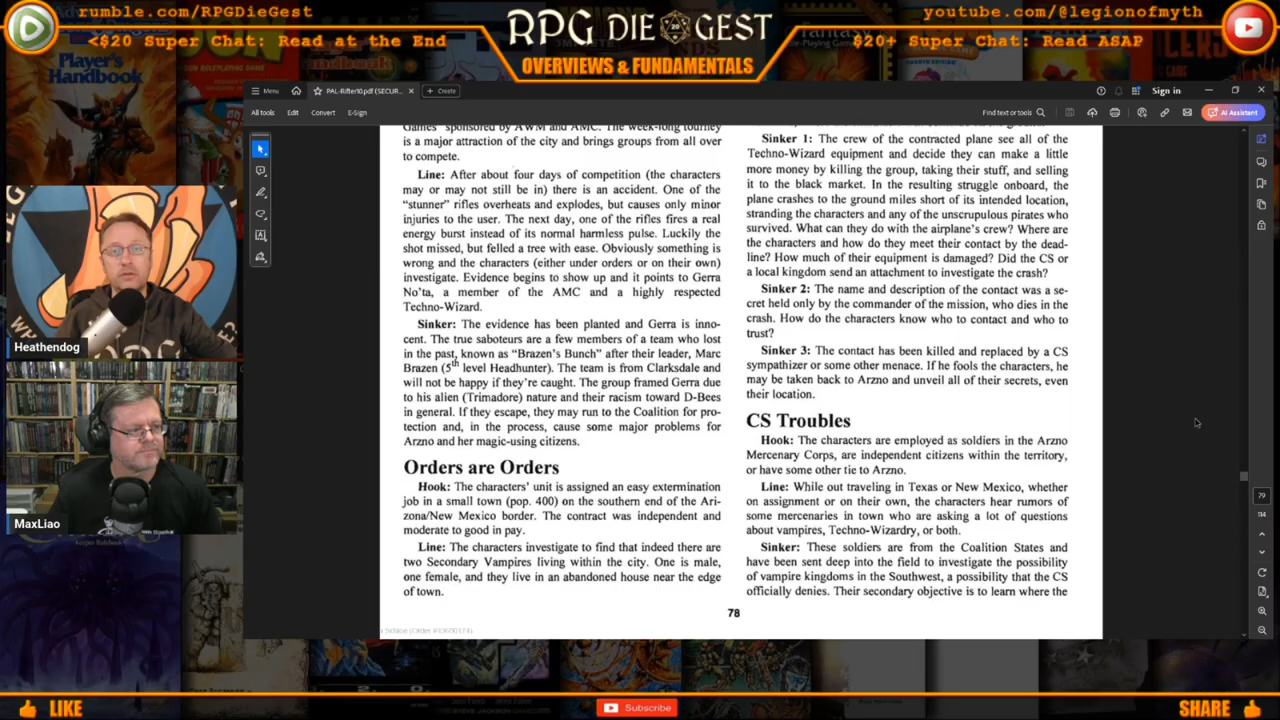 rumble.com/RPGDieGest
<$20 Super Chat: Read at the End
RPG DIE GEST
OVERVIEWS & FUNDAMENTALS
youtube.com/@legionofmyth
$20+ Super Chat: Read ASAP
Player's
Handbook
Menu
PAL-Rifter10.pdf (SECUR...
Create
Sign in
All tools
Edit
Convert
E-Sign
Find text or tools
AI Assistant
Games" sponsored by AWM and AMC. The week-long tourney
is a major attraction of the city and brings groups from all over
to compete.
Line: After about four days of competition (the characters
may or may not still be in) there is an accident. One of the
"stunner" rifles overheats and explodes, but causes only minor
injuries to the user. The next day, one of the rifles fires a real
energy burst instead of its normal harmless pulse. Luckily the
shot missed, but felled a tree with ease. Obviously something is
wrong and the characters (either under orders or on their own)
investigate. Evidence begins to show up and it points to Gerra
No'ta, a member of the AMC and a highly respected
Techno-Wizard.
Sinker: The evidence has been planted and Gerra is inno-
cent. The true saboteurs are a few members of a team who lost
in the past, known as "Brazen's Bunch" after their leader, Marc
Brazen (5th level Headhunter). The team is from Clarksdale and
will not be happy if they're caught. The group framed Gerra due
to his alien (Trimadore) nature and their racism toward D-Bees
in general. If they escape, they may run to the Coalition for pro-
tection and, in the process, cause some major problems for
Arzno and her magic-using citizens.
Orders are Orders
Hook: The characters' unit is assigned an easy extermination
job in a small town (pop. 400) on the southern end of the Ari-
zona/New Mexico border. The contract was independent and
moderate to good in pay.
Line: The characters investigate to find that indeed there are
two Secondary Vampires living within the city. One is male,
one female, and they live in an abandoned house near the edge
of town.
Sinker 1: The crew of the contracted plane see all of the
Techno-Wizard equipment and decide they can make a little
more money by killing the group, taking their stuff, and selling
it to the black market. In the resulting struggle onboard, the
plane crashes to the ground miles short of its intended location,
stranding the characters and any of the unscrupulous pirates who
survived. What can they do with the airplane's crew? Where are
the characters and how do they meet their contact by the dead-
line? How much of their equipment is damaged? Did the CS or
a local kingdom send an attachment to investigate the crash?
Sinker 2: The name and description of the contact was a se-
cret held only by the commander of the mission, who dies in the
crash. How do the characters know who to contact and who to
trust?
Sinker 3: The contact has been killed and replaced by a CS
sympathizer or some other menace. If he fools the characters, he
may be taken back to Arzno and unveil all of their secrets, even
their location.
CS Troubles
Hook: The characters are employed as soldiers in the Arzno
Mercenary Corps, are independent citizens within the territory,
or have some other tie to Arzno.
Line: While out traveling in Texas or New Mexico, whether
on assignment or on their own, the characters hear rumors of
some mercenaries in town who are asking a lot of questions
about vampires, Techno-Wizardry, or both.
Sinker: These soldiers are from the Coalition States and
have been sent deep into the field to investigate the possibility
of vampire kingdoms in the Southwest, a possibility that the CS
officially denies. Their secondary objective is to learn where the
78
79
114
Heathendog
MaxLiao
LIKE
Subscribe
SHARE